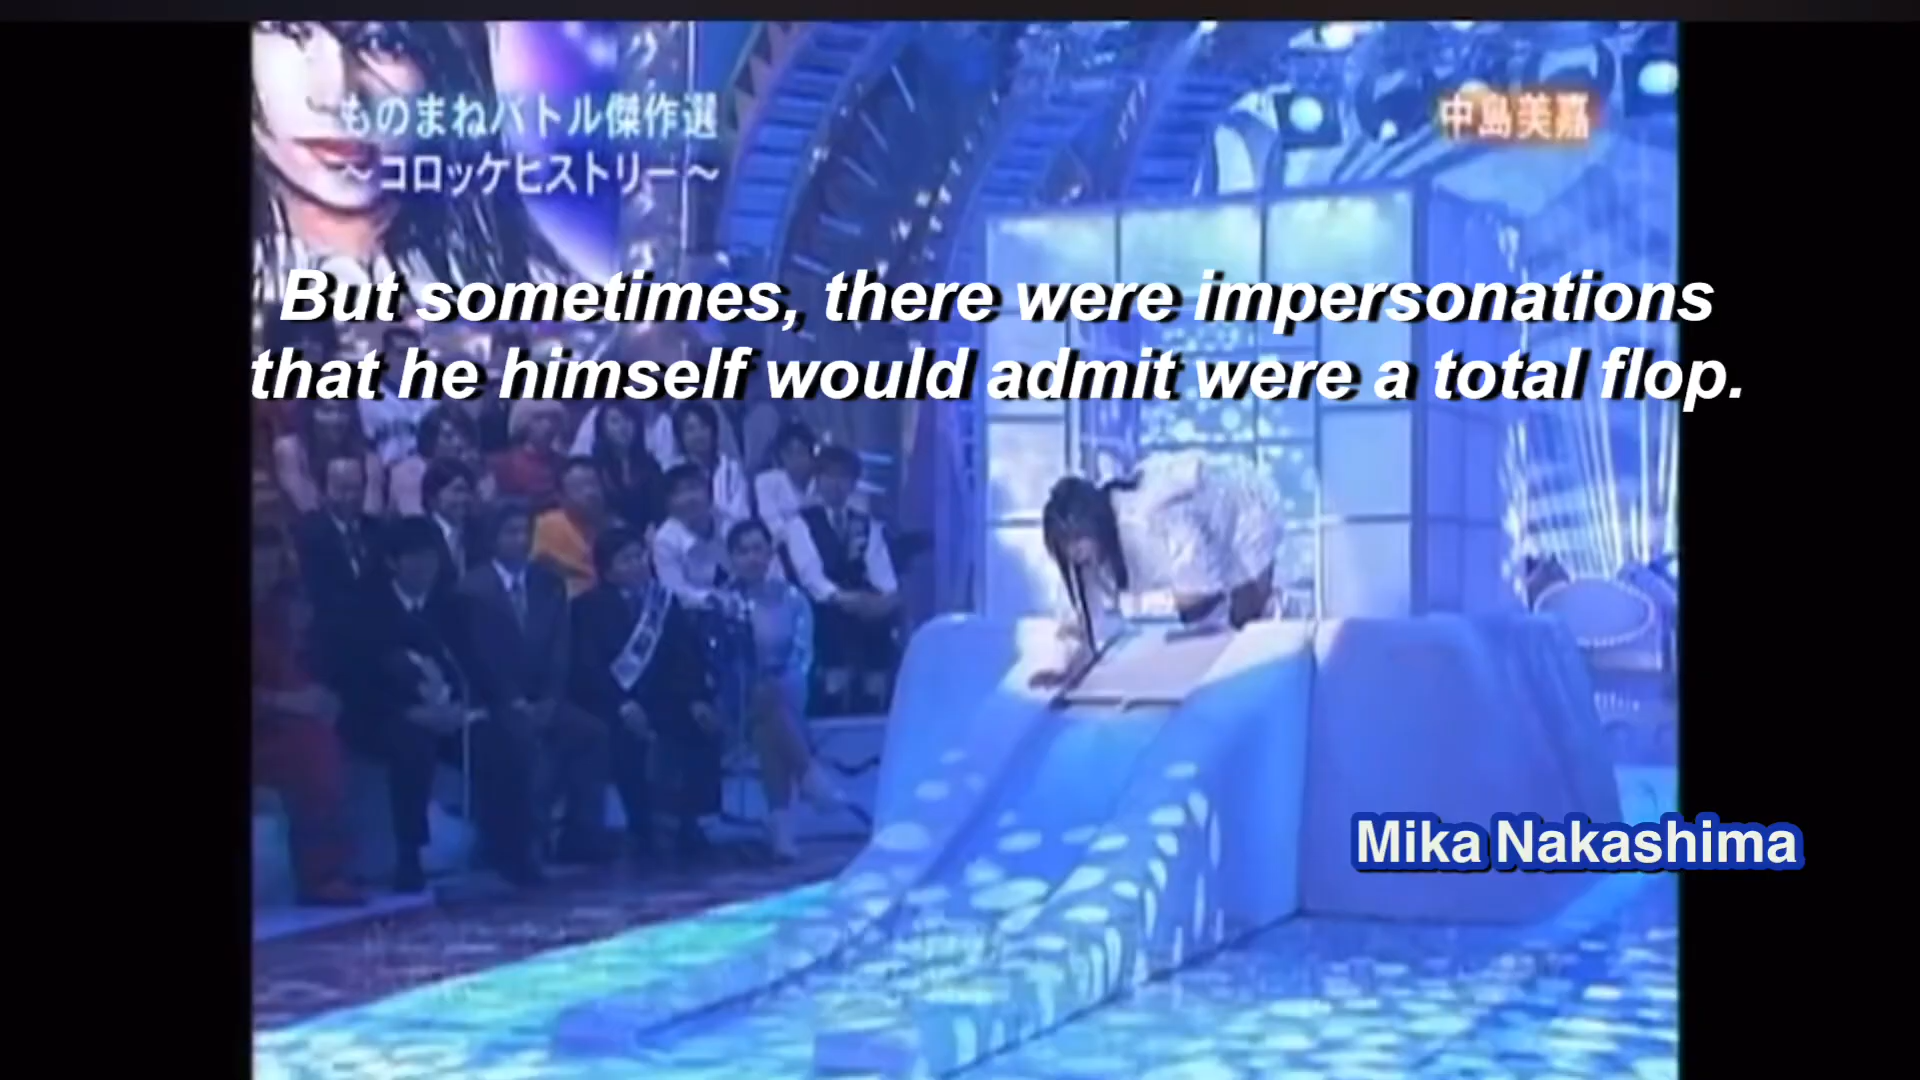 ものまねバトル傑作選
～コロッケヒストリー～
中島美嘉
But sometimes, there were impersonations
that he himself would admit were a total flop.
Mika Nakashima